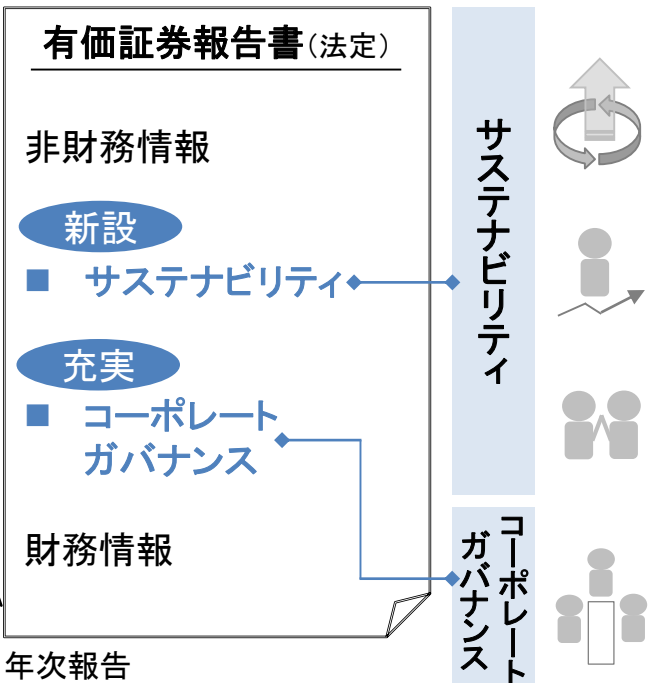 有価証券報告書(法定)
非財務情報
新設
■ サステナビリティ
充実
■ コーポレート
ガバナンス
財務情報
年次報告
サステナビリティ
コーポレート
ガバナンス